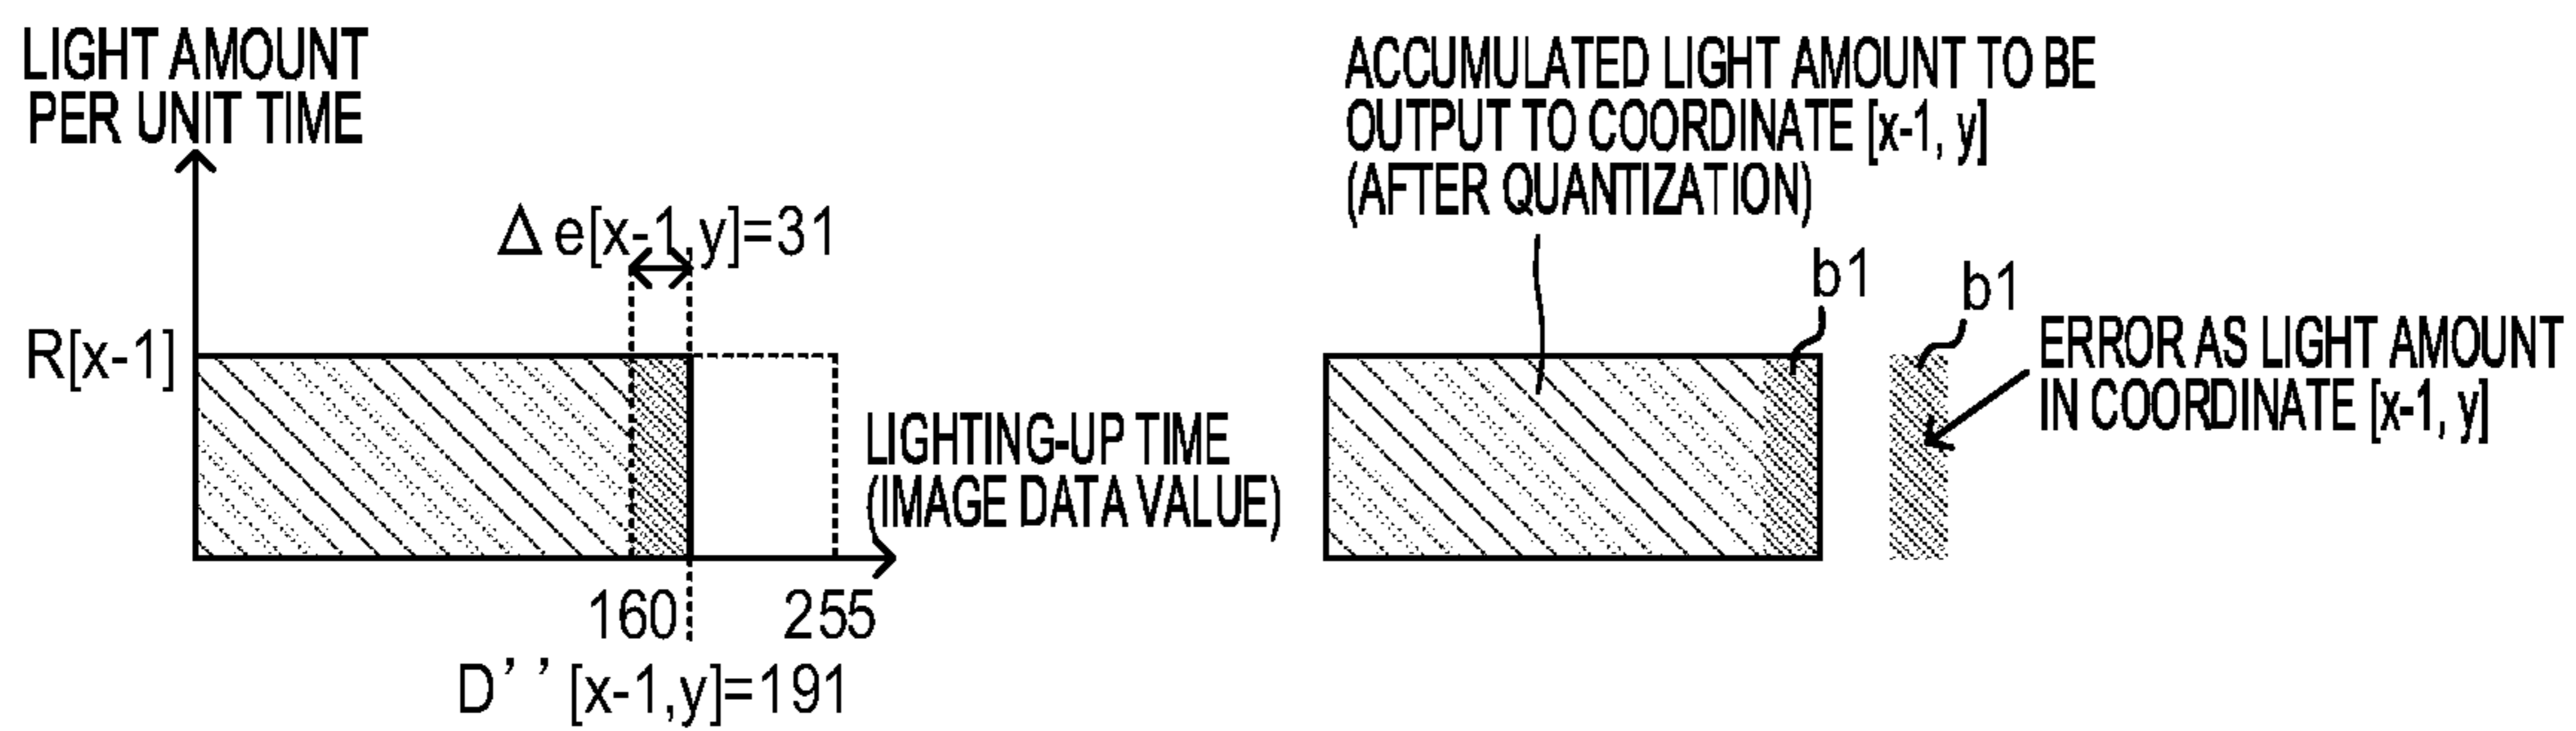 LIGHT AMOUNT
PER UNIT TIME
Δe[x-1,y]=31
R[x-1]
LIGHTING-UP TIME
(IMAGE DATA VALUE)
160
255
D''[x-1,y]=191
ACCUMULATED LIGHT AMOUNT TO BE
OUTPUT TO COORDINATE [x-1, y]
(AFTER QUANTIZATION)
b1
b1
ERROR AS LIGHT AMOUNT
IN COORDINATE [x-1, y]